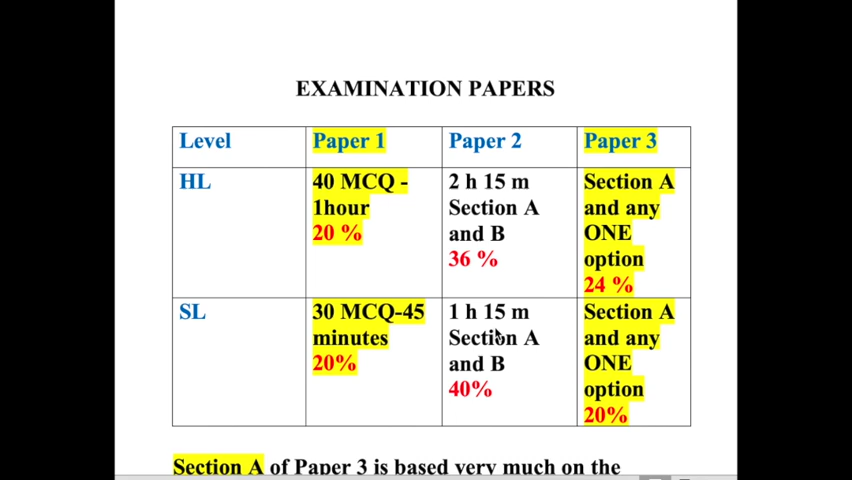 EXAMINATION PAPERS
Level Paper 1 Paper 2 Paper 3
HL
40 MCQ -
1hour
20 %
2 h 15 m
Section A
and B
36 %
Section A
and any
ONE
option
24 %
SL
30 MCQ-45
minutes
20%
1 h 15 m
Section A
and B
40%
Section A
and any
ONE
option
20%
Section A of Paper 3 is based very much on the